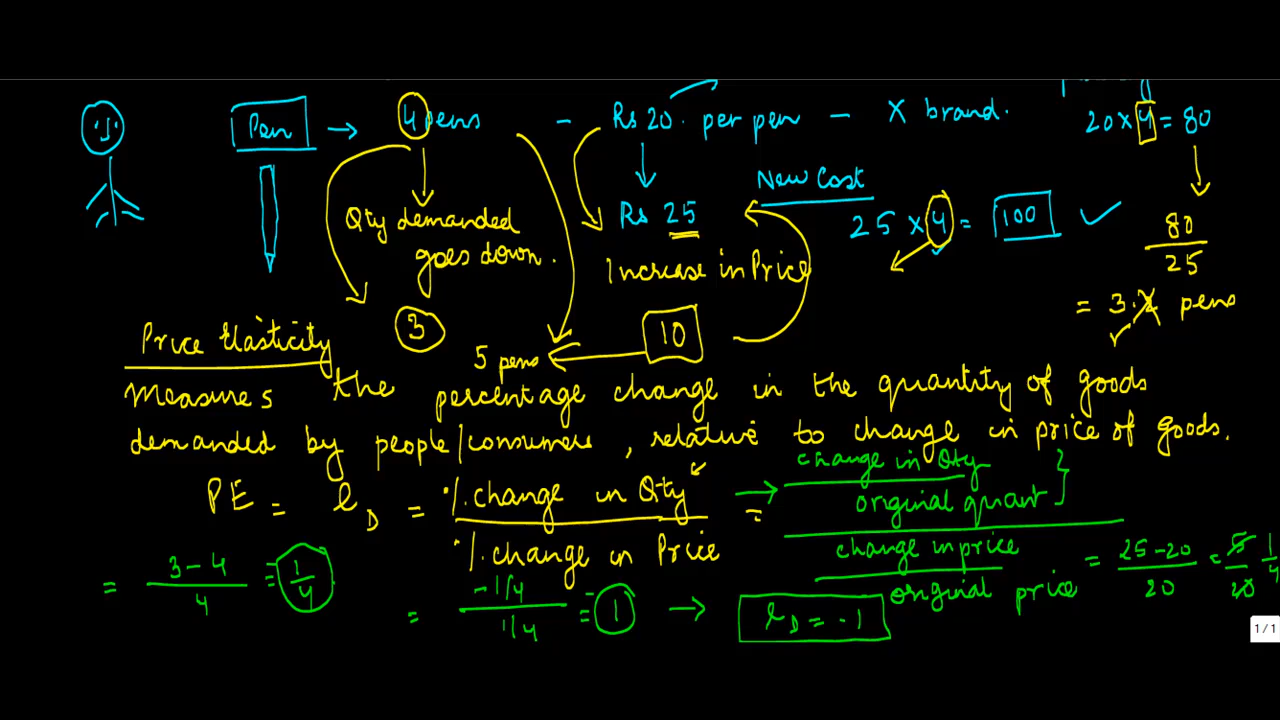 Pen → 4 pens - Rs 20. per pen - X brand.
20 × 4 = 80
New Cost
Rs 25
25 × 4 = 100
Qty demanded
goes down.
Increase in Price
80
25
= 3.2 pens
3
10
5 pens
Price Elasticity
Measures the percentage change in the quantity of goods
demanded by people/consumers, relative to change in price of goods.
PE = e_D = %.change in Qty
%.change in Price
→ change in Qty
= original quant
change in price
original price
= 25-20
20
= 5
20
1
4
= 3-4
4
= 1
4
= -1/4
1/4
= 1 → e_D = -1
1/1